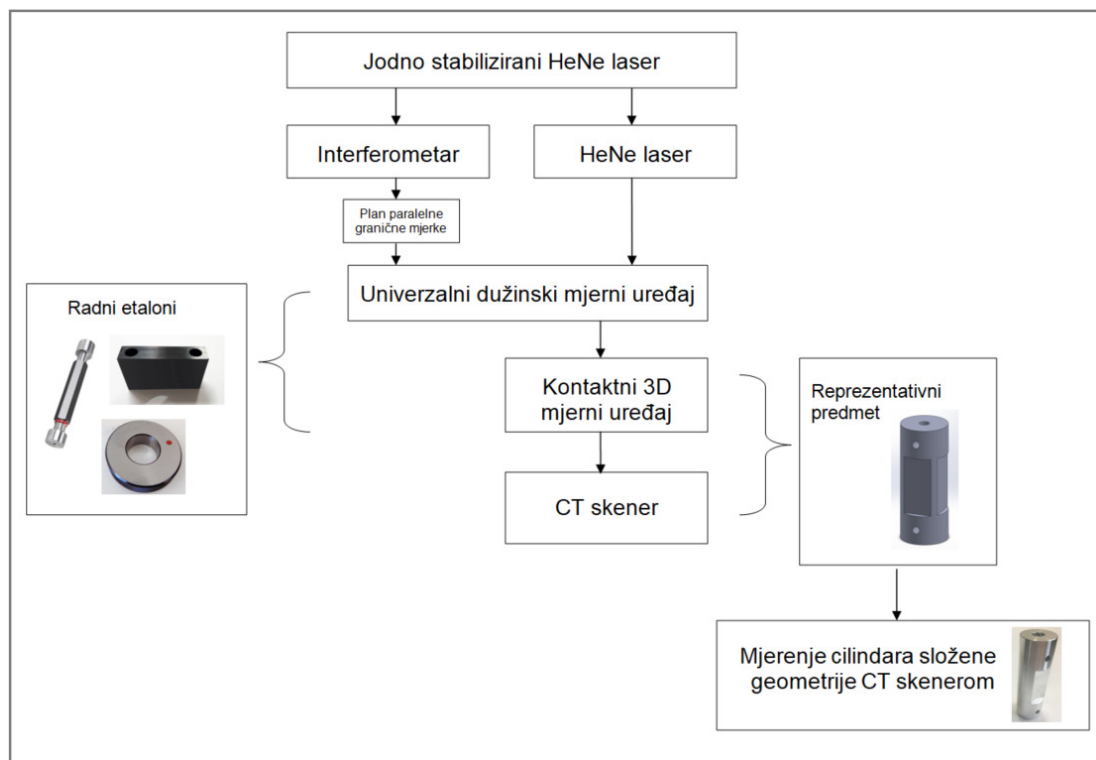 Jodno stabilizirani HeNe laser
Interferometar
HeNe laser
Plan paralelne
granične mjerke
Univerzalni dužinski mjerni uređaj
Radni etaloni
Kontaktni 3D
mjerni uređaj
Reprezentativni
predmet
CT skener
Mjerenje cilindara složene
geometrije CT skenerom